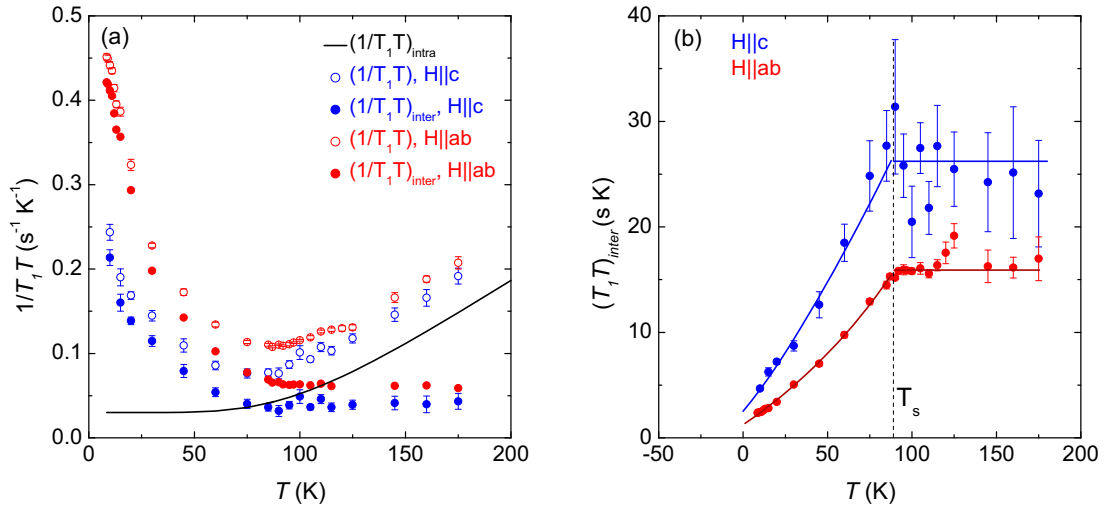 (a)
(1/T₁T)intra
(1/T₁T), H||c
(1/T₁T)inter, H||c
(1/T₁T), H||ab
(1/T₁T)inter, H||ab
0.5
0.4
0.3
0.2
0.1
0.0
1/T₁T (s⁻¹ K⁻¹)
0 50 100 150 200
T (K)
(b)
H||c
H||ab
40
30
20
10
0
(T₁T)inter (s K)
Tₛ
-50 0 50 100 150 200
T (K)